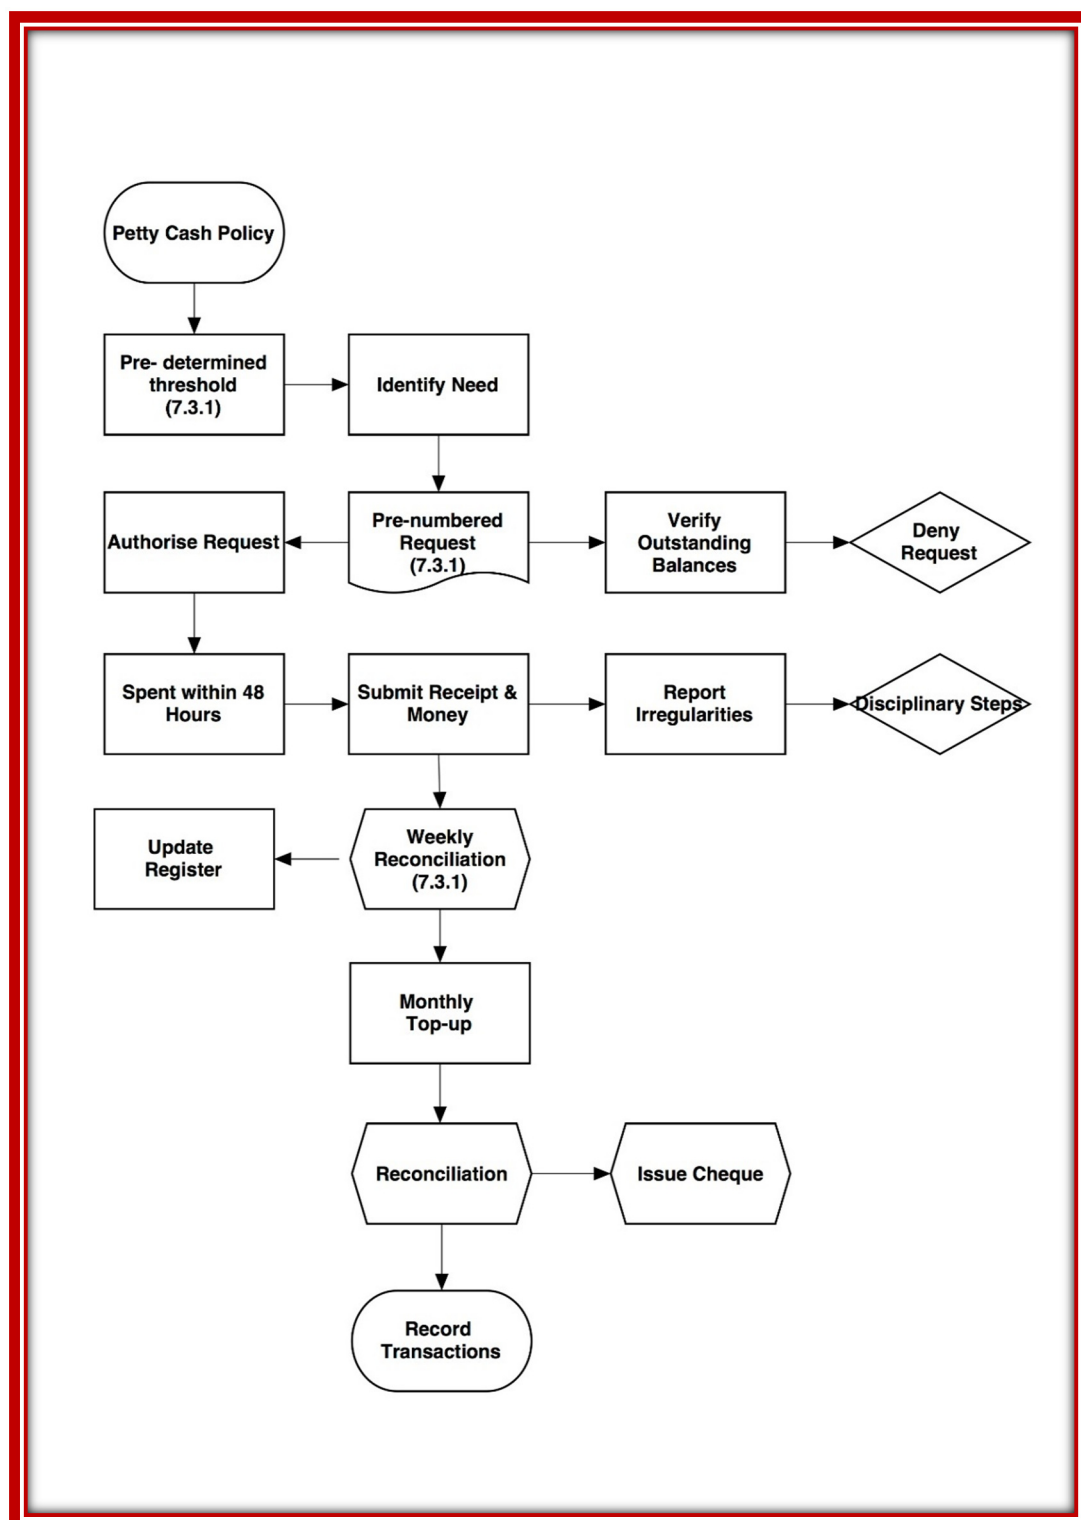 Petty Cash Policy
Pre- determined
threshold
(7.3.1)
Identify Need
Authorise Request
Pre-numbered
Request
(7.3.1)
Verify
Outstanding
Balances
Deny
Request
Spent within 48
Hours
Submit Receipt &
Money
Report
Irregularities
Disciplinary Steps
Update
Register
Weekly
Reconciliation
(7.3.1)
Monthly
Top-up
Reconciliation
Issue Cheque
Record
Transactions